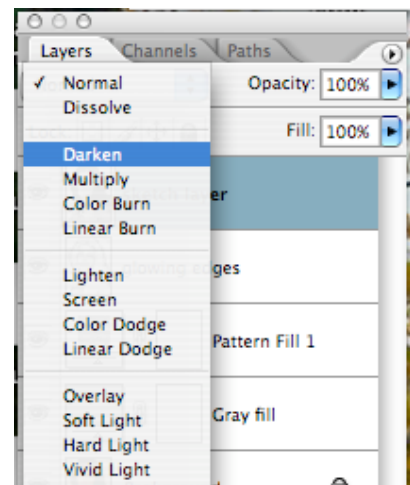 Layers Channels Paths
✓ Normal Opacity: 100%
Dissolve
Fill: 100%
Darken
Multiply layer
Color Burn
Linear Burn
Lighten glowing edges
Screen
Color Dodge
Linear Dodge Pattern Fill 1
Overlay
Soft Light Gray fill
Hard Light
Vivid Light